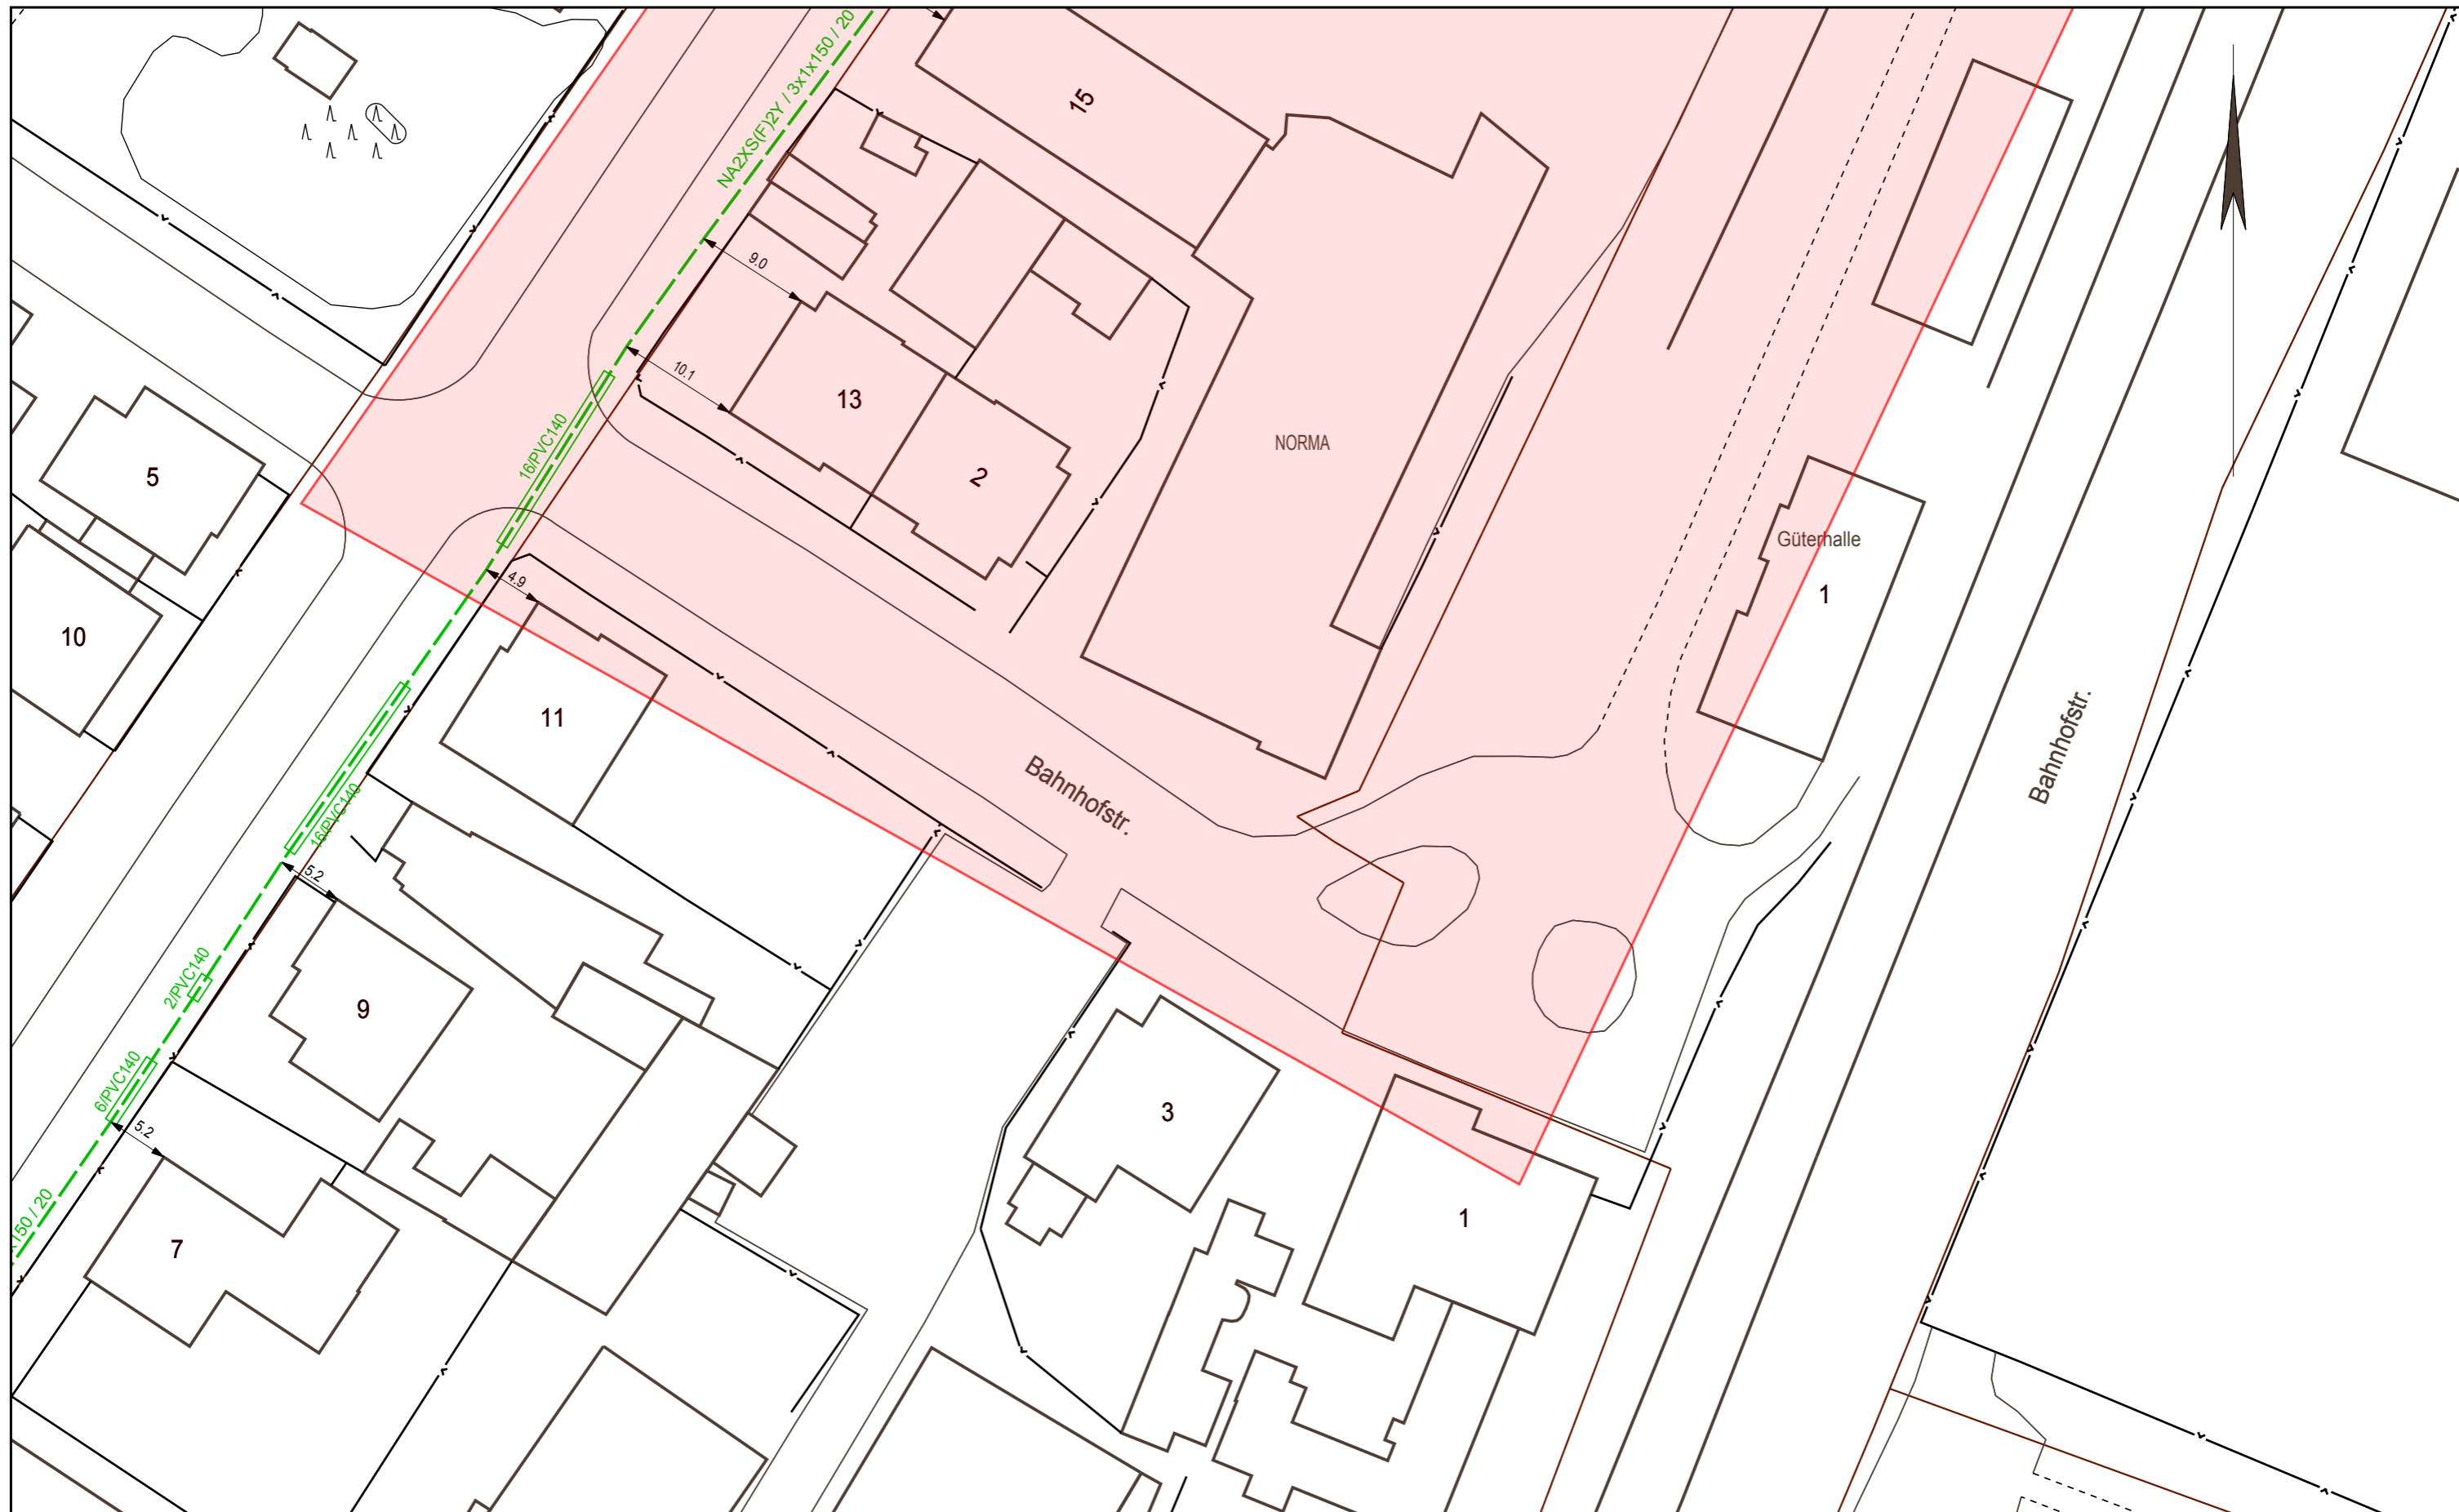 NA2XS(F)2Y / 3x1x150 / 20
15
9.0
10.1
13
16/PVC140
NORMA
2
5
Güterhalle
1
4.9
10
11
Bahnhofstr.
Bahnhofstr.
16/PVC140
5.2
2/PVC140
9
6/PVC140
5.2
3
1
7
x150 / 20